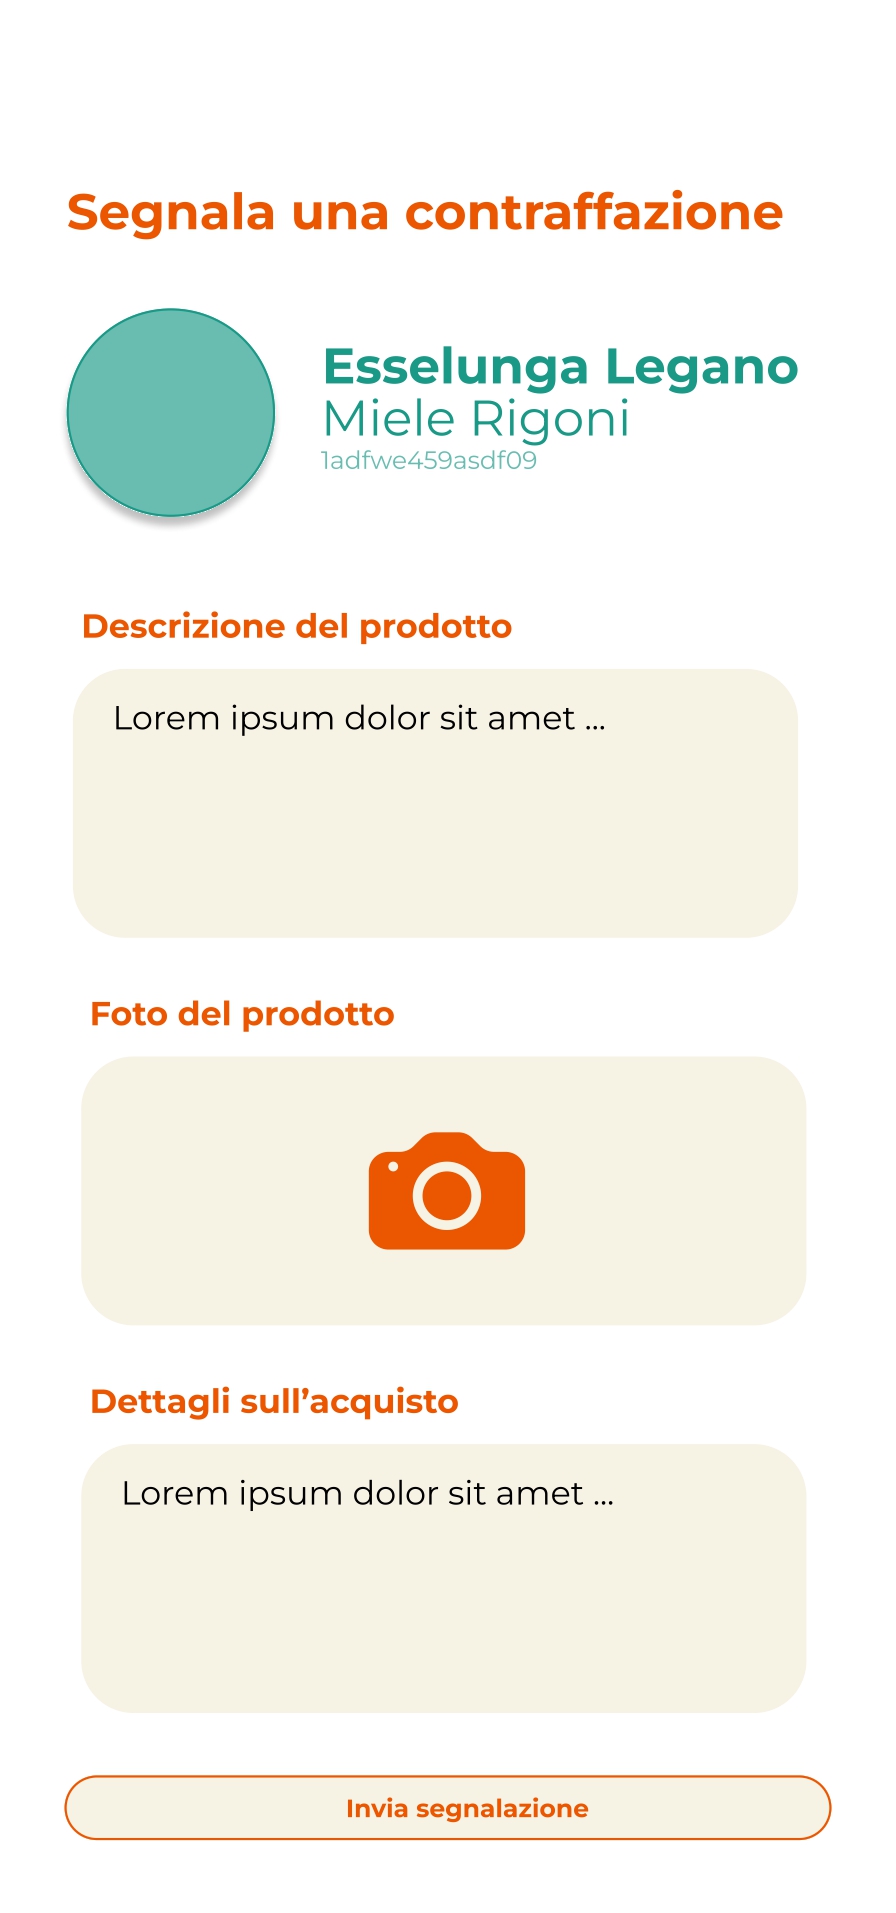 Segnala una contraffazione
Esselunga Legano
Miele Rigoni
1adfwe459asdf09
Descrizione del prodotto
Lorem ipsum dolor sit amet ...
Foto del prodotto
Dettagli sull’acquisto
Lorem ipsum dolor sit amet ...
Invia segnalazione